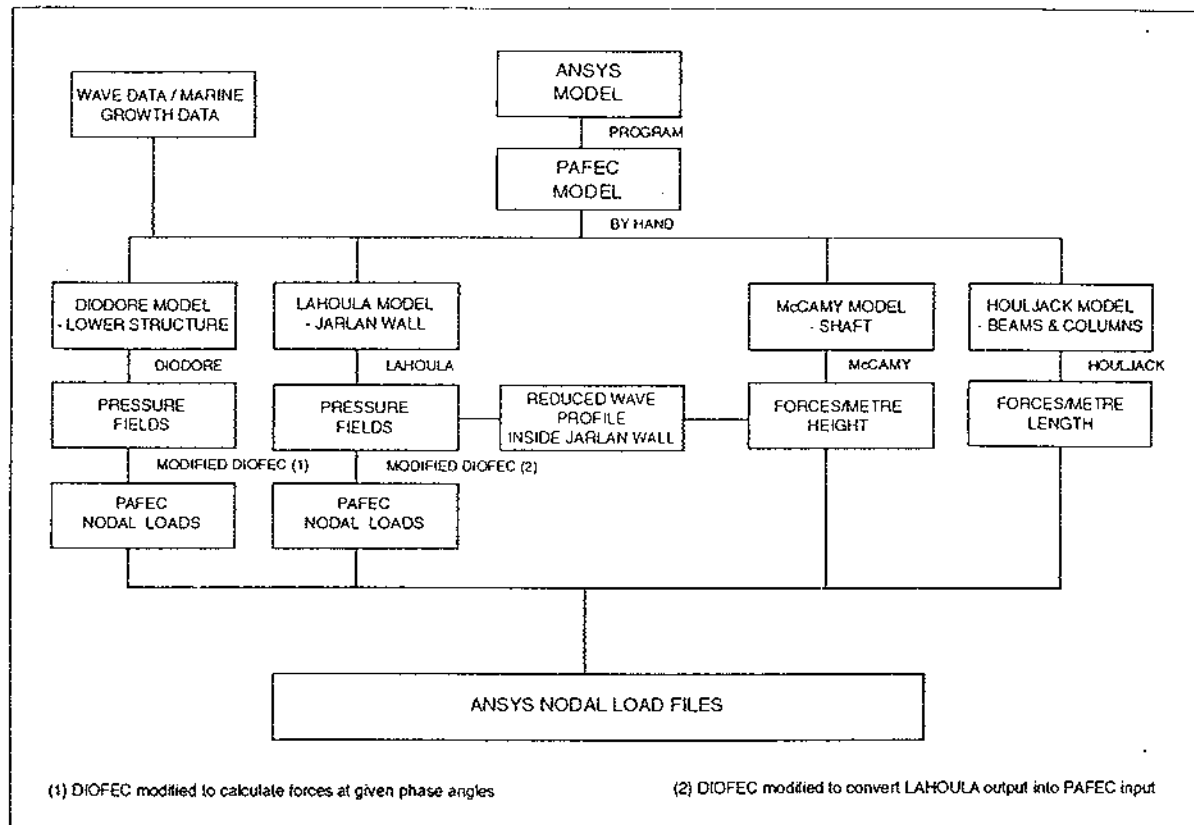 ANSYS
MODEL
WAVE DATA / MARINE
GROWTH DATA
PROGRAM
PAFEC
MODEL
BY HAND
DIODORE MODEL
- LOWER STRUCTURE
LAHOULA MODEL
- JARLAN WALL
McCAMY MODEL
- SHAFT
HOULJACK MODEL
- BEAMS & COLUMNS
DIODORE
LAHOULA
McCAMY
HOULJACK
PRESSURE
FIELDS
PRESSURE
FIELDS
REDUCED WAVE
PROFILE
INSIDE JARLAN WALL
FORCES/METRE
HEIGHT
FORCES/METRE
LENGTH
MODIFIED DIOFEC (1)
MODIFIED DIOFEC (2)
PAFEC
NODAL LOADS
PAFEC
NODAL LOADS
ANSYS NODAL LOAD FILES
(1) DIOFEC modified to calculate forces at given phase angles
(2) DIOFEC modified to convert LAHOULA output into PAFEC input